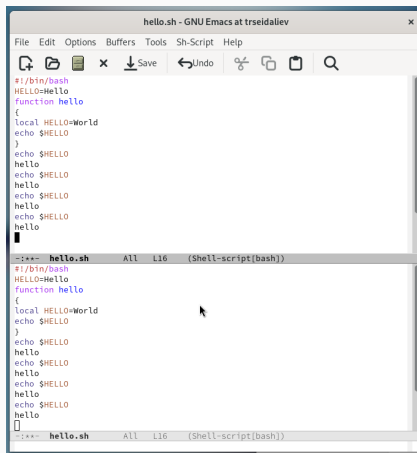 hello.sh - GNU Emacs at trseidaliev
×
File Edit Options Buffers Tools Sh-Script Help
Save Undo
#!/bin/bash
HELLO=Hello
function hello
{
local HELLO=World
echo $HELLO
}
echo $HELLO
hello
echo $HELLO
hello
echo $HELLO
hello
echo $HELLO
hello
-:**- hello.sh All L16 (Shell-script[bash])
#!/bin/bash
HELLO=Hello
function hello
{
local HELLO=World
echo $HELLO
}
echo $HELLO
hello
echo $HELLO
hello
echo $HELLO
hello
echo $HELLO
hello
-:**- hello.sh All L16 (Shell-script[bash])